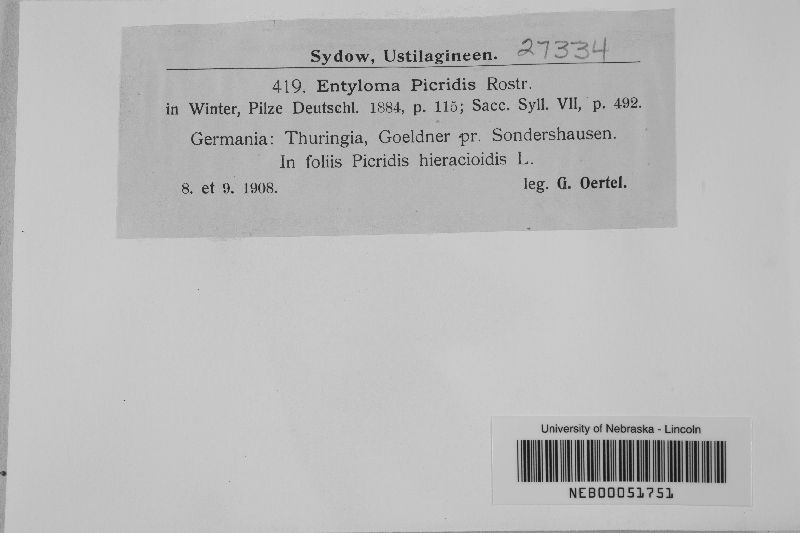 Sydow, Ustilagineen. 27334
419. Entyloma Picridis Rostr.
in Winter, Pilze Deutschl. 1884, p. 115; Sacc. Syll. VII, p. 492.
Germania: Thuringia, Goeldner pr. Sondershausen.
In foliis Picridis hieracioidis L.
8. et 9. 1908. leg. G. Oertel.
University of Nebraska - Lincoln
NEB00051751